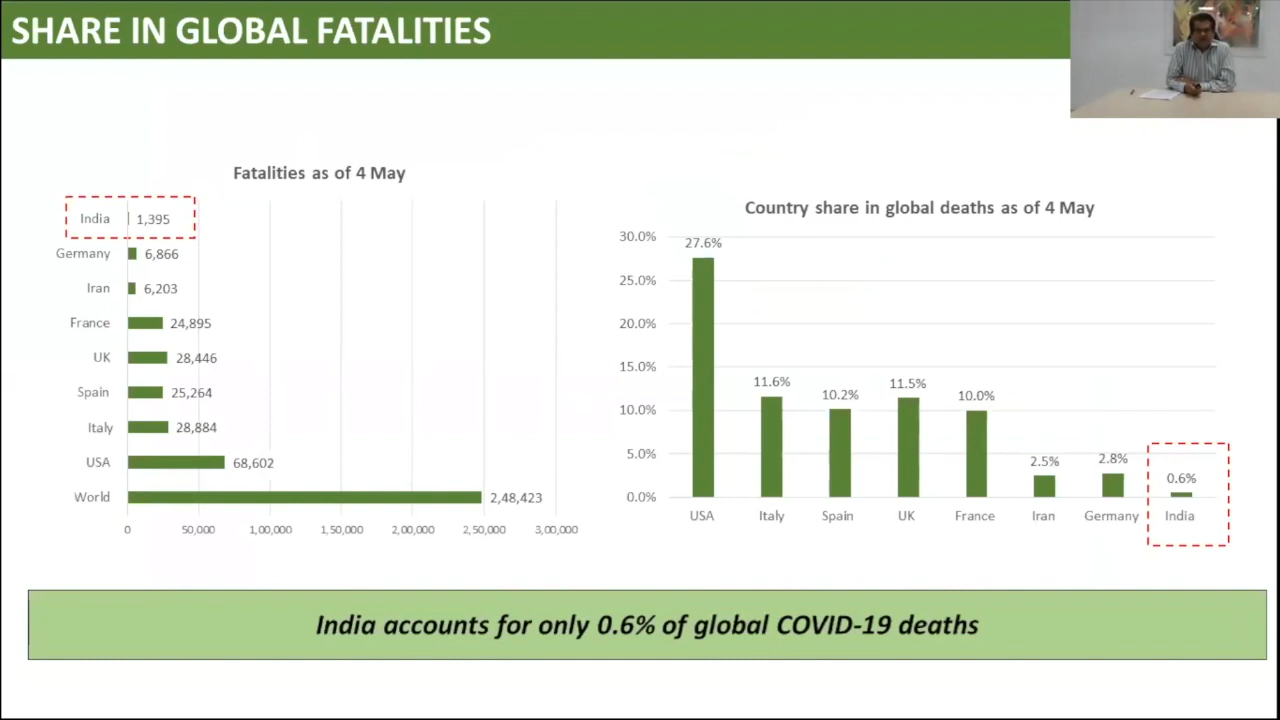 SHARE IN GLOBAL FATALITIES
Fatalities as of 4 May
India 1,395
Germany 6,866
Iran 6,203
France 24,895
UK 28,446
Spain 25,264
Italy 28,884
USA 68,602
World 2,48,423
0 50,000 1,00,000 1,50,000 2,00,000 2,50,000 3,00,000
Country share in global deaths as of 4 May
30.0%
25.0%
20.0%
15.0%
10.0%
5.0%
0.0%
27.6% 11.6% 10.2% 11.5% 10.0% 2.5% 2.8% 0.6%
USA Italy Spain UK France Iran Germany India
India accounts for only 0.6% of global COVID-19 deaths